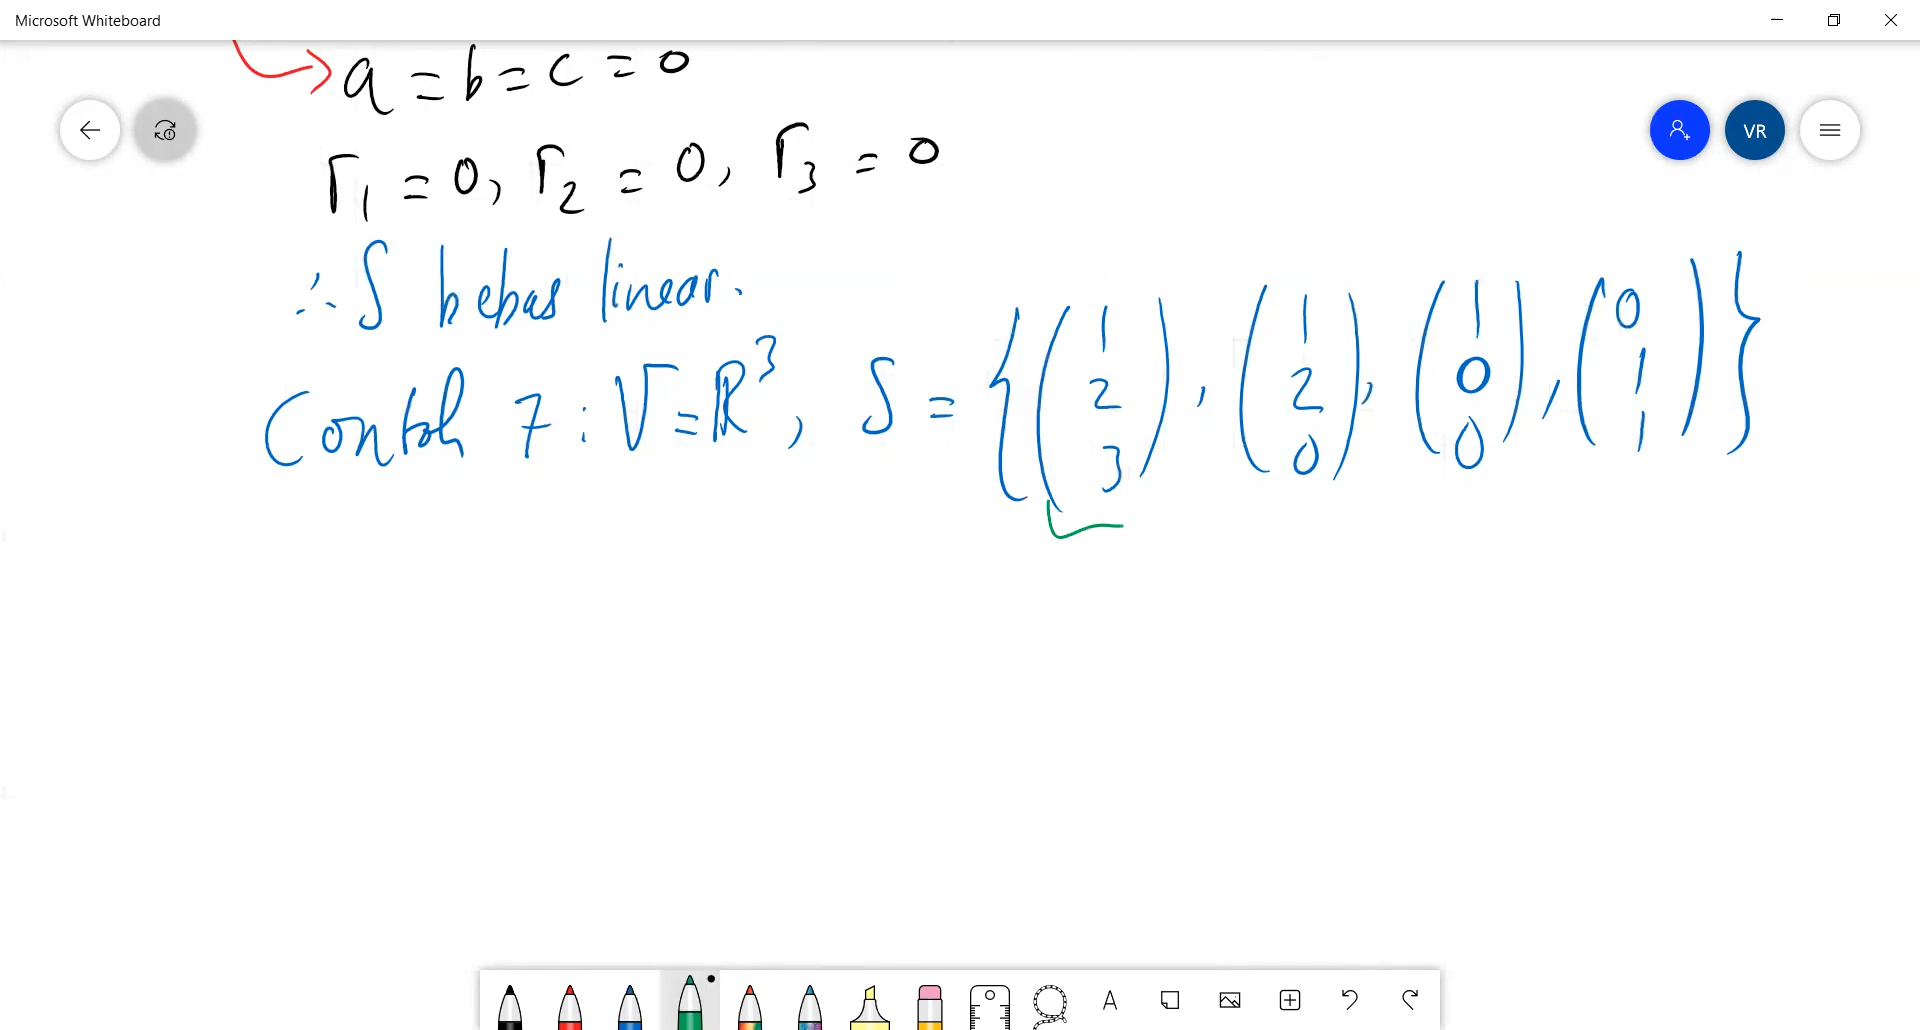 Microsoft Whiteboard
a = b = c = 0
VR
r₁ = 0, r₂ = 0, r₃ = 0
∴ S bebas linear.
Contoh 7 : V = R³, S = { (1 2 3), (1 2 0), (1 0 0), (0 1 1) }
A